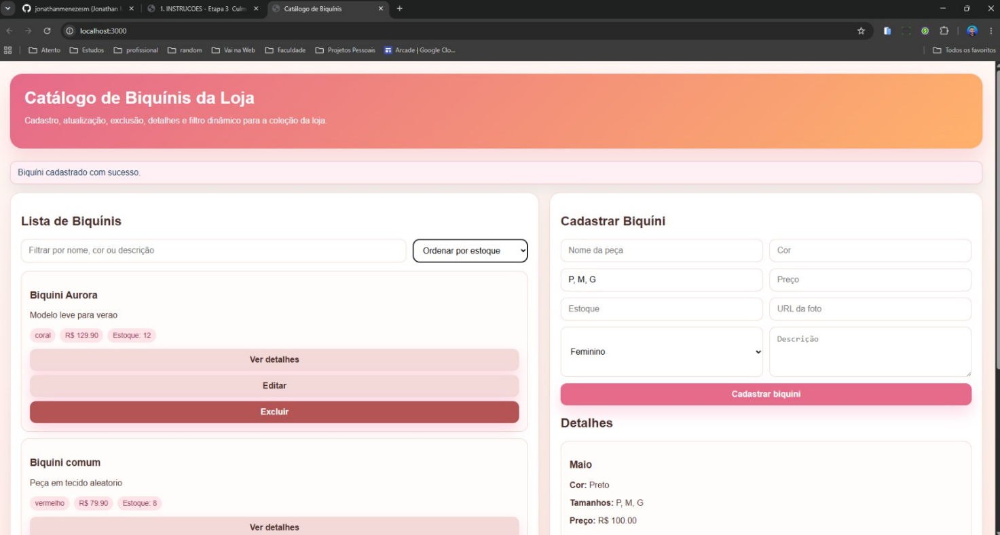 jonathanmenezesm (Jonathan
1. INSTRUCOES - Etapa 3 Culm
Catálogo de Biquínis
localhost:3000
Atento
Estudos
profissional
random
Vai na Web
Faculdade
Projetos Pessoais
Arcade | Google Clo...
Todos os favoritos
Catálogo de Biquínis da Loja
Cadastro, atualização, exclusão, detalhes e filtro dinâmico para a coleção da loja.
Biquíni cadastrado com sucesso.
Lista de Biquínis
Filtrar por nome, cor ou descrição
Ordenar por estoque
Biquini Aurora
Modelo leve para verao
coral
R$ 129.90
Estoque: 12
Ver detalhes
Editar
Excluir
Biquini comum
Peça em tecido aleatorio
vermelho
R$ 79.90
Estoque: 8
Ver detalhes
Cadastrar Biquíni
Nome da peça
Cor
P, M, G
Preço
Estoque
URL da foto
Feminino
Descrição
Cadastrar biquini
Detalhes
Maio
Cor: Preto
Tamanhos: P, M, G
Preço: R$ 100.00